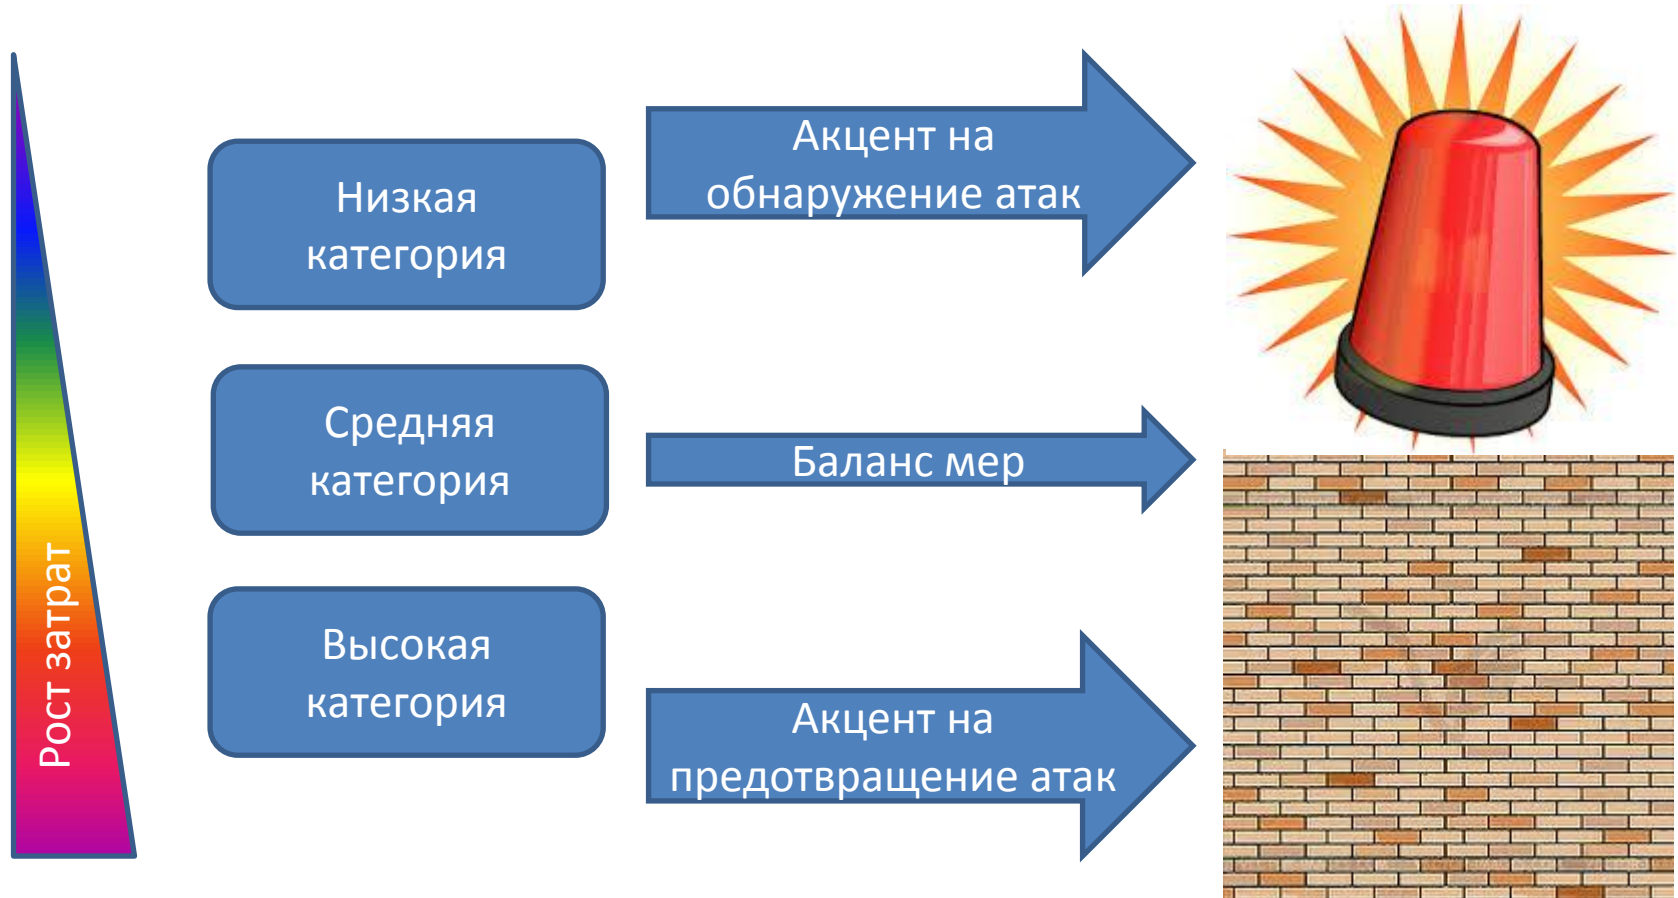 Низкая
категория
Акцент на
обнаружение атак
Средняя
категория
Баланс мер
Высокая
категория
Акцент на
предотвращение атак
Рост затрат